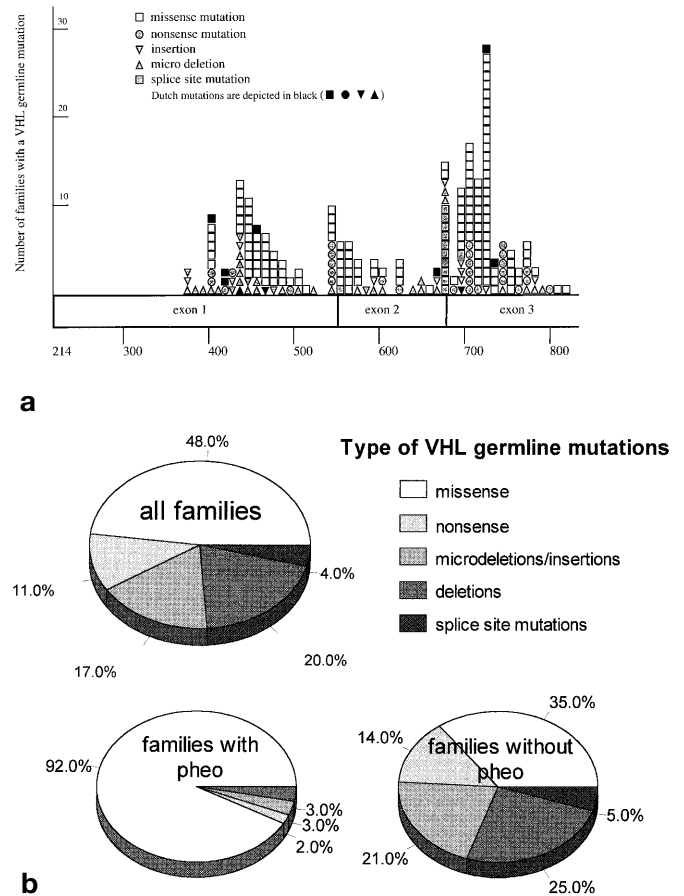 Number of families with a VHL germline mutation
30
20
10
missense mutation
nonsense mutation
insertion
micro deletion
splice site mutation
Dutch mutations are depicted in black ( ■ ● ▼ ▲ )
exon 1
exon 2
exon 3
214
300
400
500
600
700
800
a
48.0%
Type of VHL germline mutations
all families
missense
nonsense
microdeletions/insertions
deletions
splice site mutations
11.0%
4.0%
17.0%
20.0%
35.0%
92.0%
families with
pheo
14.0%
families without
pheo
3.0%
3.0%
2.0%
5.0%
21.0%
25.0%
b